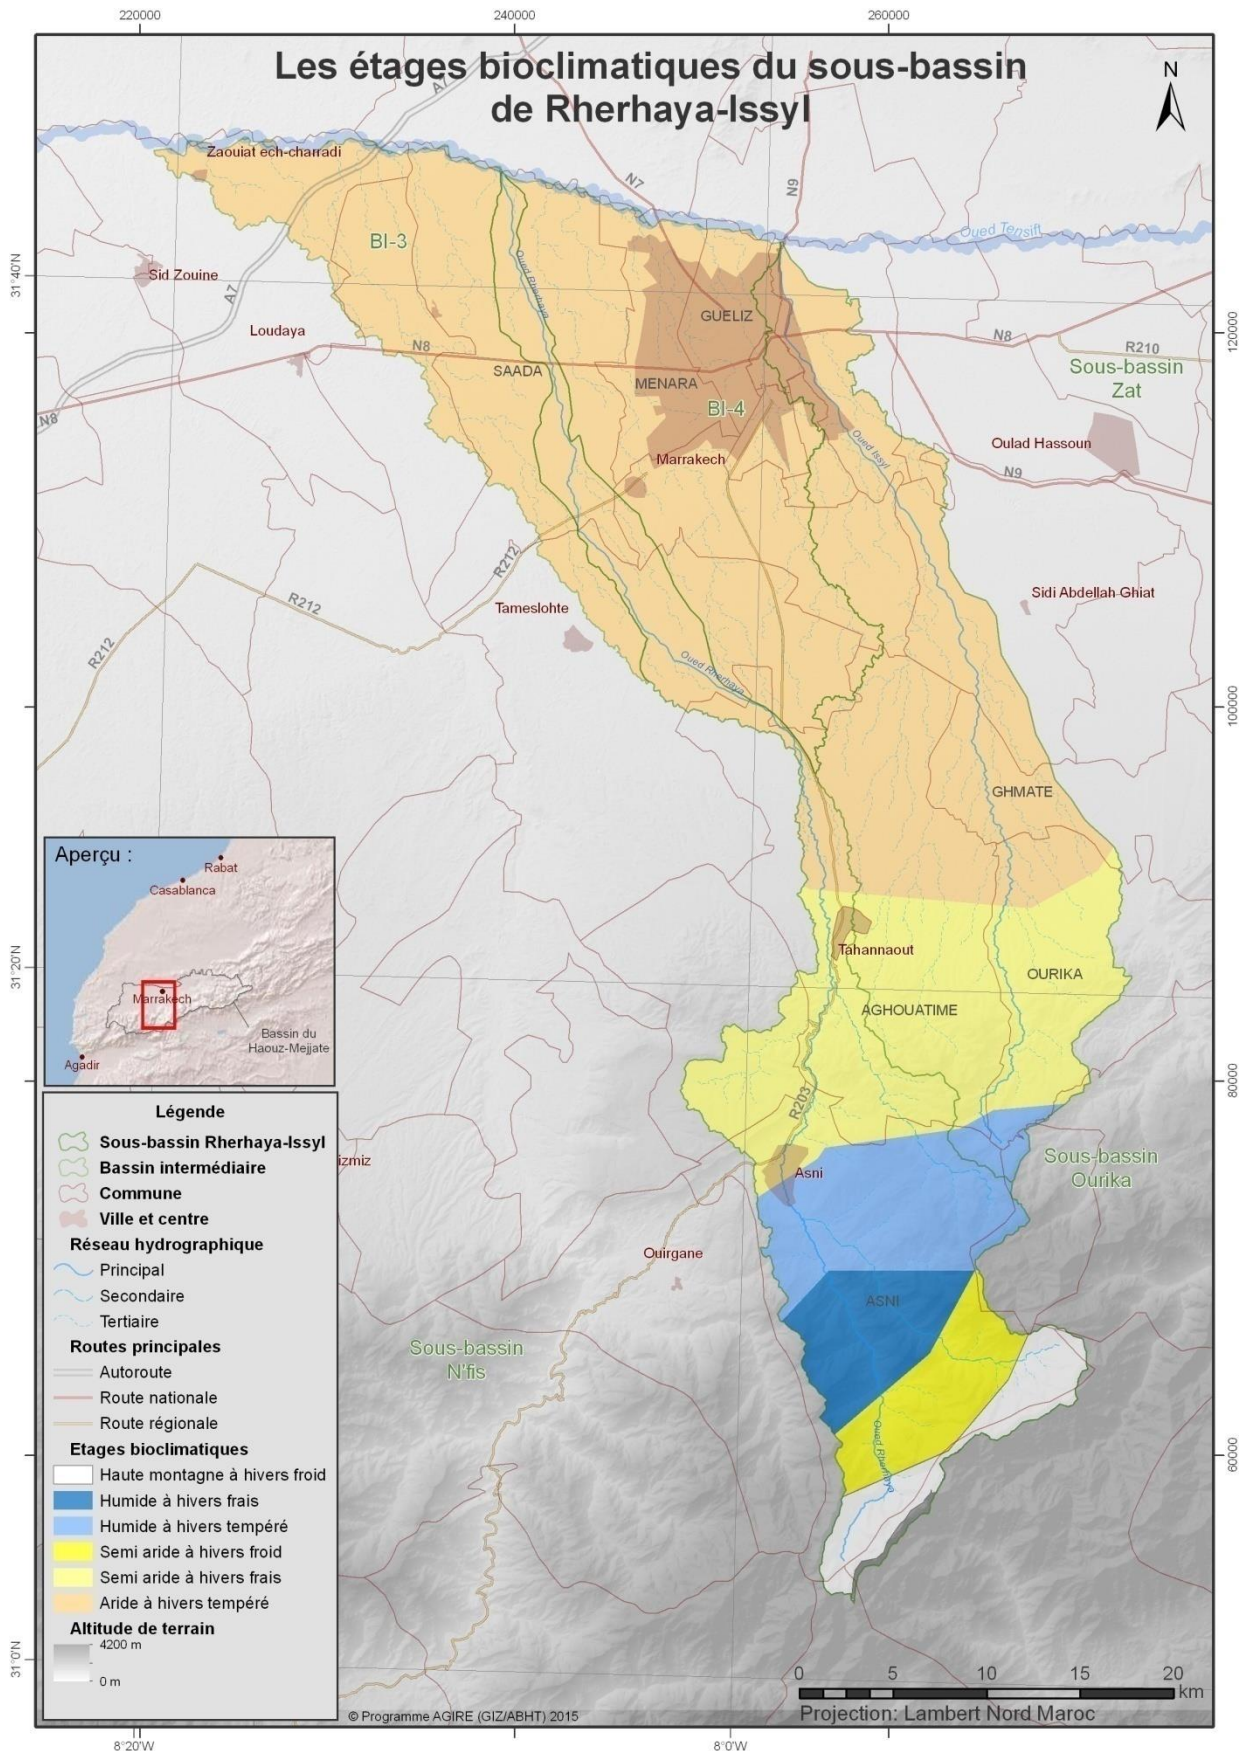 220000
240000
260000
Les étages bioclimatiques du sous-bassin
de Rherhaya-Issyl
N
A7
Zaouiat ech-charradi
N7
N9
Oued Tensift
BI-3
31°40'N
Sid Zouine
A7
Oued Rherhaya
GUELIZ
Loudaya
N8
N8
R210
120000
SAADA
MENARA
Sous-bassin
Zat
BI-4
N8
Oulad Hassoun
Oued Issyl
Marrakech
N9
R212
Sidi Abdellah Ghiat
R212
Tameslohte
R212
Oued Rherhaya
100000
GHMATE
Aperçu :
Rabat
Casablanca
Marrakech
Bassin du
Haouz-Mejjate
Agadir
Tahannaout
31°20'N
OURIKA
AGHOUATIME
80000
R203
Légende
Sous-bassin Rherhaya-Issyl
Bassin intermédiaire
Commune
Ville et centre
Réseau hydrographique
Principal
Secondaire
Tertiaire
Routes principales
Autoroute
Route nationale
Route régionale
Etages bioclimatiques
Haute montagne à hivers froid
Humide à hivers frais
Humide à hivers tempéré
Semi aride à hivers froid
Semi aride à hivers frais
Aride à hivers tempéré
Altitude de terrain
4200 m
0 m
izmiz
Asni
Sous-bassin
Ourika
Ouirgane
ASNI
Sous-bassin
N'fis
Oued Rherhaya
60000
31°0'N
0 5 10 15 20
km
Projection: Lambert Nord Maroc
© Programme AGIRE (GIZ/ABHT) 2015
8°20'W
8°0'W